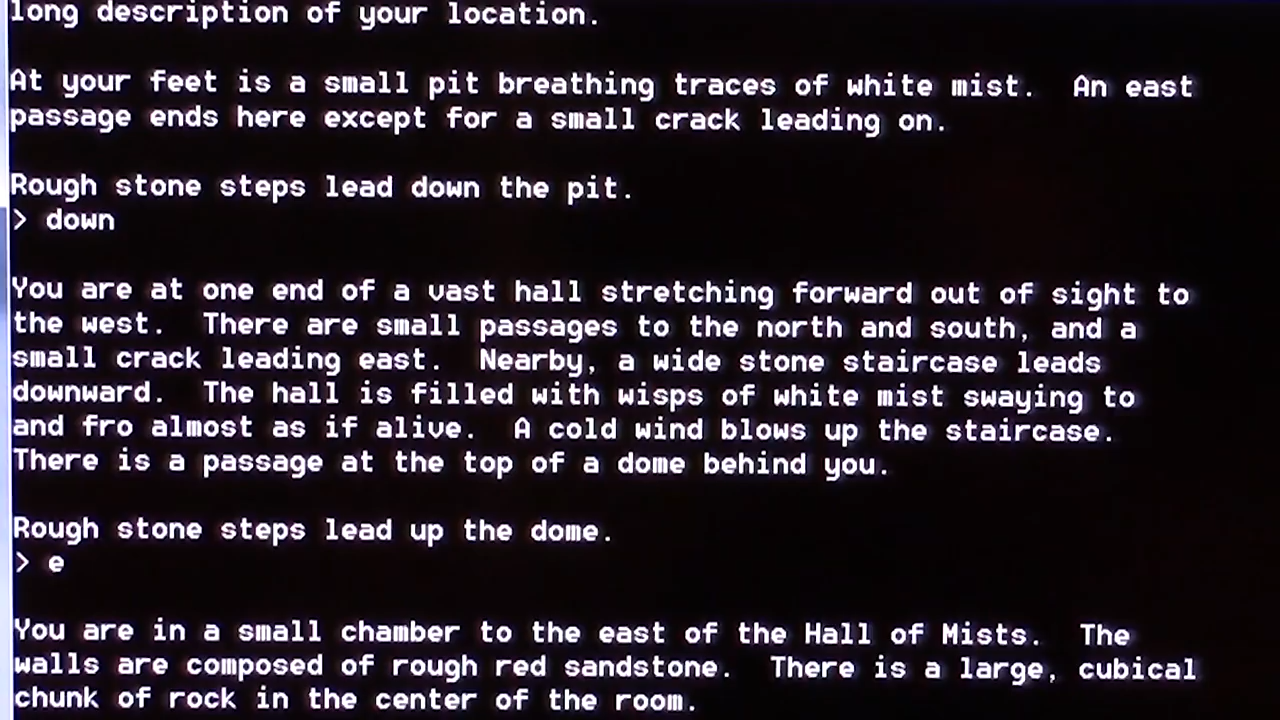 long description of your location.
At your feet is a small pit breathing traces of white mist.  An east
passage ends here except for a small crack leading on.
Rough stone steps lead down the pit.
> down
You are at one end of a vast hall stretching forward out of sight to
the west.  There are small passages to the north and south, and a
small crack leading east.  Nearby, a wide stone staircase leads
downward.  The hall is filled with wisps of white mist swaying to
and fro almost as if alive.  A cold wind blows up the staircase.
There is a passage at the top of a dome behind you.
Rough stone steps lead up the dome.
> e
You are in a small chamber to the east of the Hall of Mists.  The
walls are composed of rough red sandstone.  There is a large, cubical
chunk of rock in the center of the room.